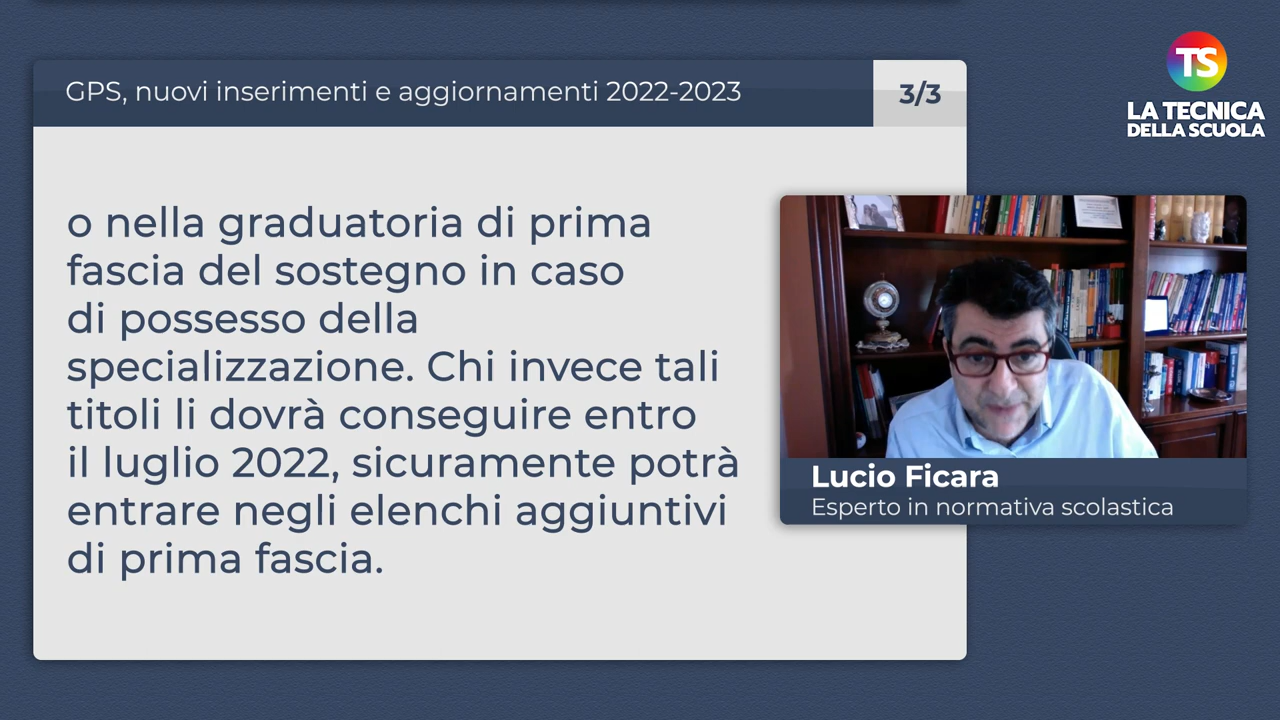 GPS, nuovi inserimenti e aggiornamenti 2022-2023
3/3
TS
LA TECNICA
DELLA SCUOLA
o nella graduatoria di prima
fascia del sostegno in caso
di possesso della
specializzazione. Chi invece tali
titoli li dovrà conseguire entro
il luglio 2022, sicuramente potrà
entrare negli elenchi aggiuntivi
di prima fascia.
Lucio Ficara
Esperto in normativa scolastica